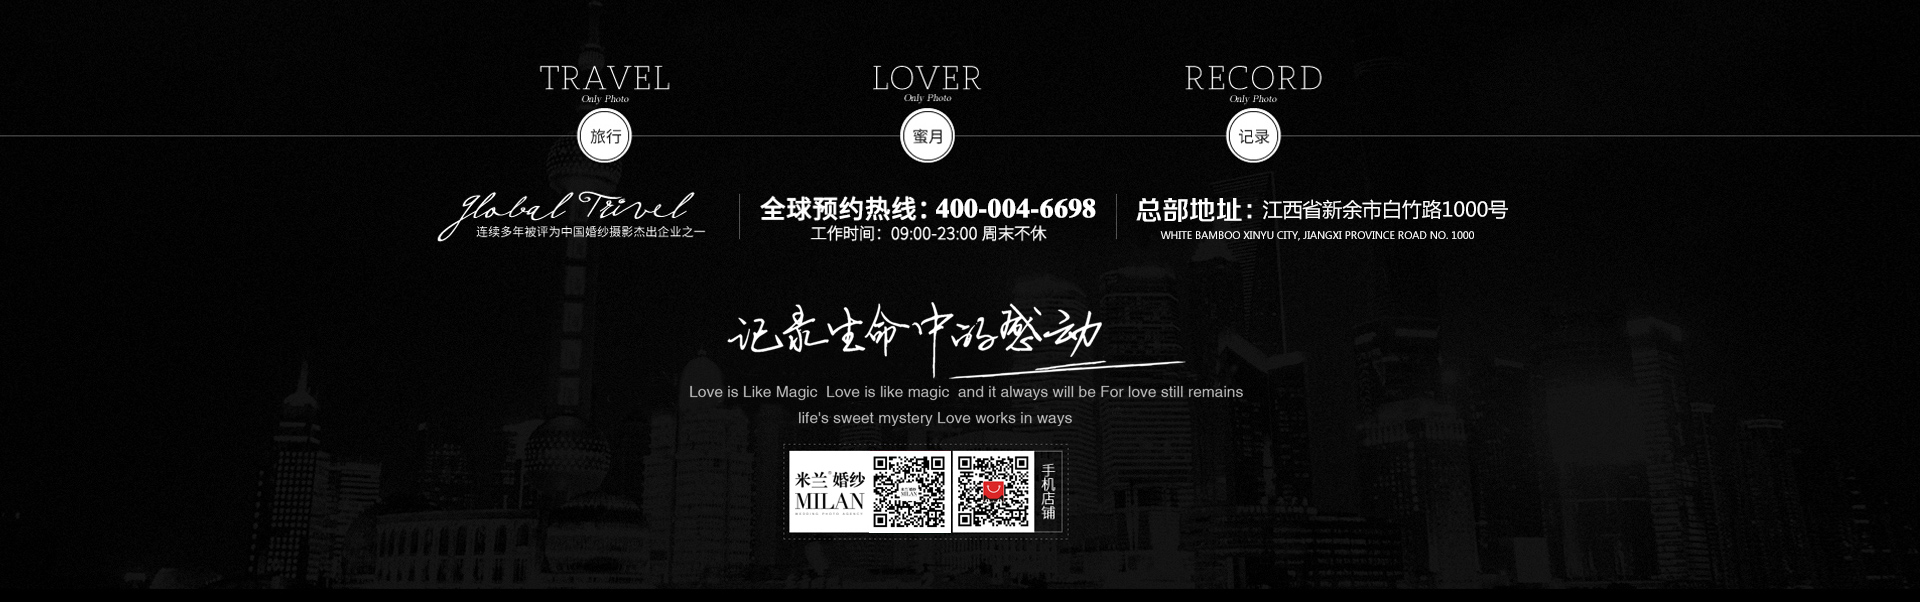 TRAVEL
Only Photo
旅行
LOVER
Only Photo
蜜月
RECORD
Only Photo
记录
global Trivel
连续多年被评为中国婚纱摄影杰出企业之一
全球预约热线：400-004-6698
工作时间：09:00-23:00 周末不休
总部地址：江西省新余市白竹路1000号
WHITE BAMBOO XINYU CITY, JIANGXI PROVINCE ROAD NO. 1000
记录生命中的感动
Love is Like Magic  Love is like magic  and it always will be For love still remains
life's sweet mystery Love works in ways
米兰®婚纱
MILAN
手机店铺